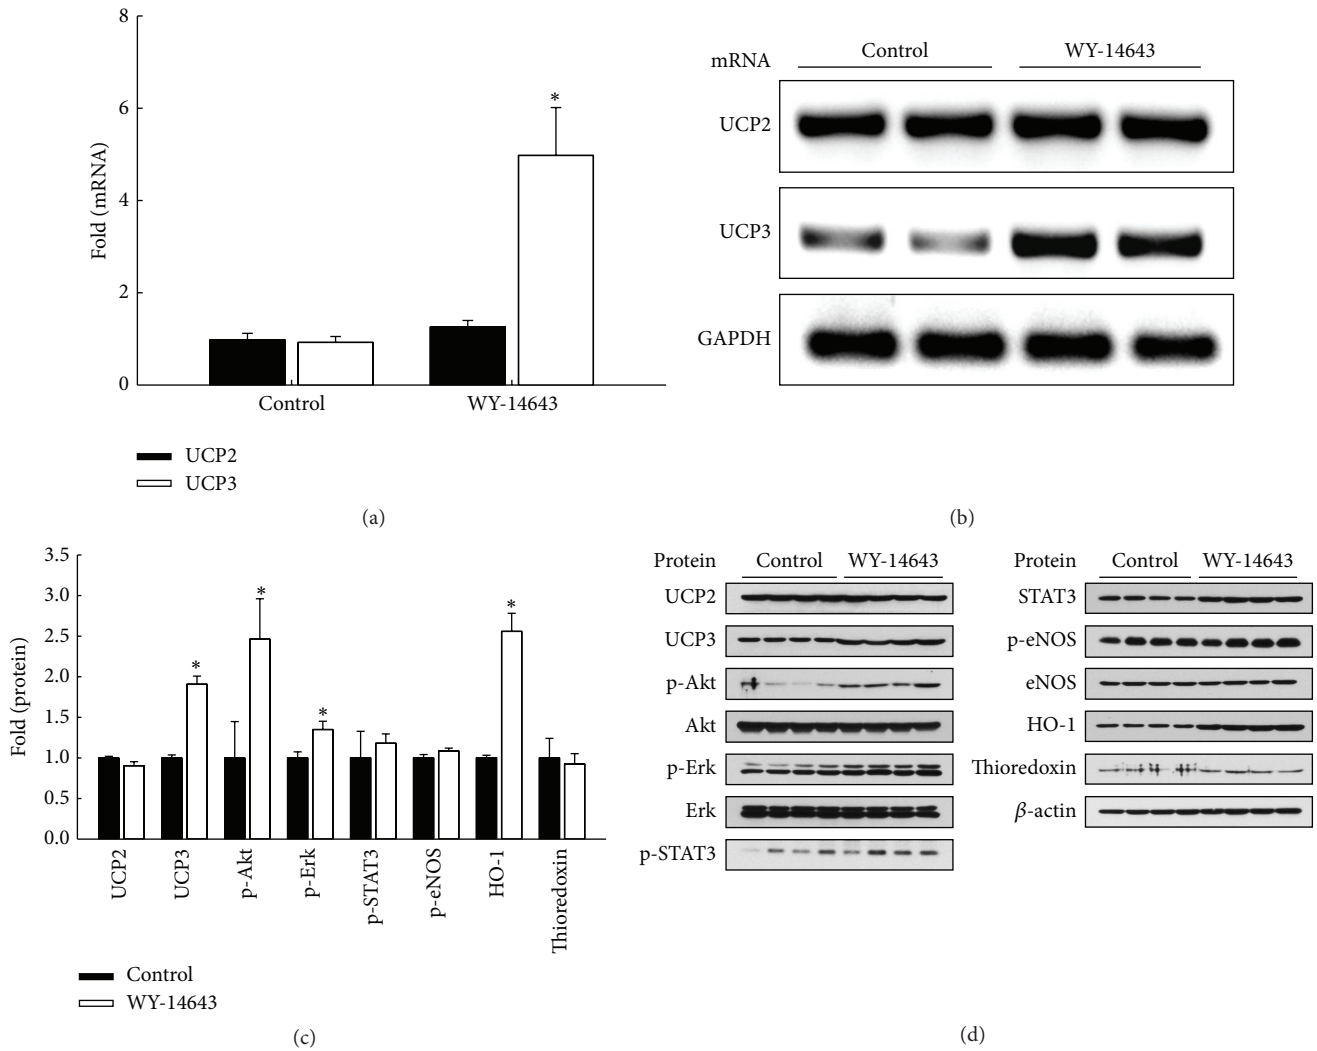 8
6
4
2
0
Fold (mRNA)
*
Control WY-14643
UCP2
UCP3
(a)
mRNA Control WY-14643
UCP2
UCP3
GAPDH
(b)
3.5
3.0
2.5
2.0
1.5
1.0
0.5
0.0
Fold (protein)
* * * *
UCP2
UCP3
p-Akt
p-Erk
p-STAT3
p-eNOS
HO-1
Thioredoxin
Control
WY-14643
(c)
Protein Control WY-14643
UCP2
UCP3
p-Akt
Akt
p-Erk
Erk
p-STAT3
Protein Control WY-14643
STAT3
p-eNOS
eNOS
HO-1
Thioredoxin
β-actin
(d)